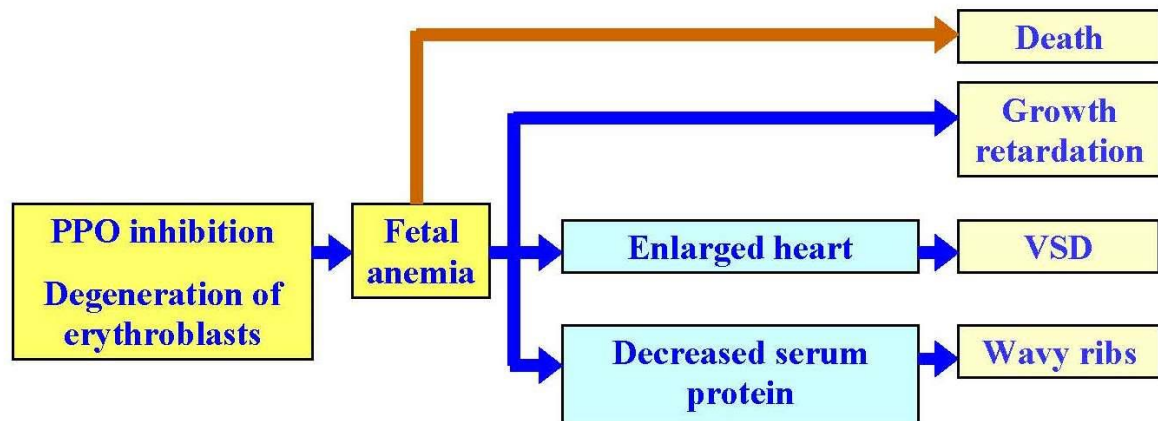 Death
Growth
retardation
PPO inhibition
Degeneration of
erythroblasts
Fetal
anemia
Enlarged heart
VSD
Decreased serum
protein
Wavy ribs